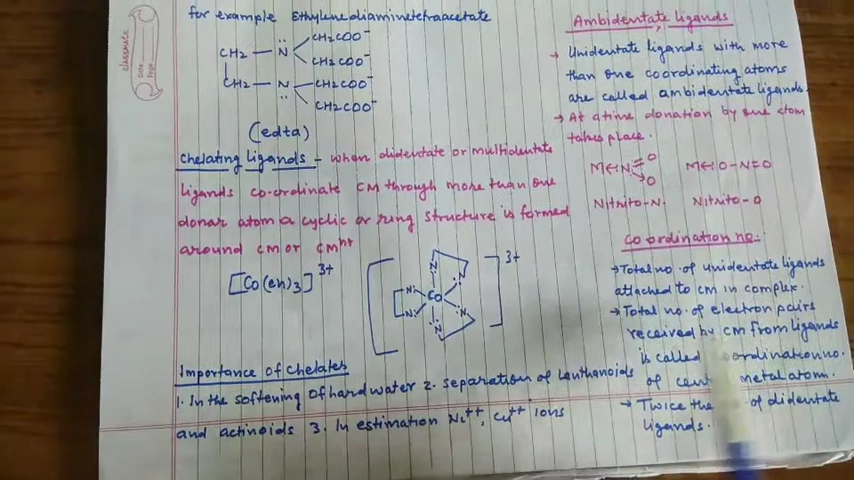 classmate
Date
Page
for example Ethylenediaminetetraacetate
CH2 — N̈
CH2COO⁻
CH2COO⁻
CH2 — N̈
CH2COO⁻
CH2COO⁻
(edta)
Chelating Ligands – when didentate or multidentate
ligands co-ordinate CM through more than one
donar atom a cyclic or ring structure is formed
around CM or CMⁿ⁺
[Co(en)3]³⁺
[Co N N N N N N]³⁺
Importance of chelates
1. In the softening of hard water 2. separation of Lanthanoids
and actinoids 3. In estimation Ni⁺⁺, Cu⁺⁺ ions
Ambidentate ligands
→ Unidentate ligands with more
than one coordinating atoms
are called ambidentate ligands.
→ At a time donation by one atom
takes place.
M←N O O M←O–N=O
Nitrito-N. Nitrito-O
Coordination no.
→ Total no. of unidentate ligands
attached to CM in complex.
→ Total no. of electron pairs
received by CM from ligands
is called oordination no.
of cent metal atom.
→ Twice the of didentate
ligands.